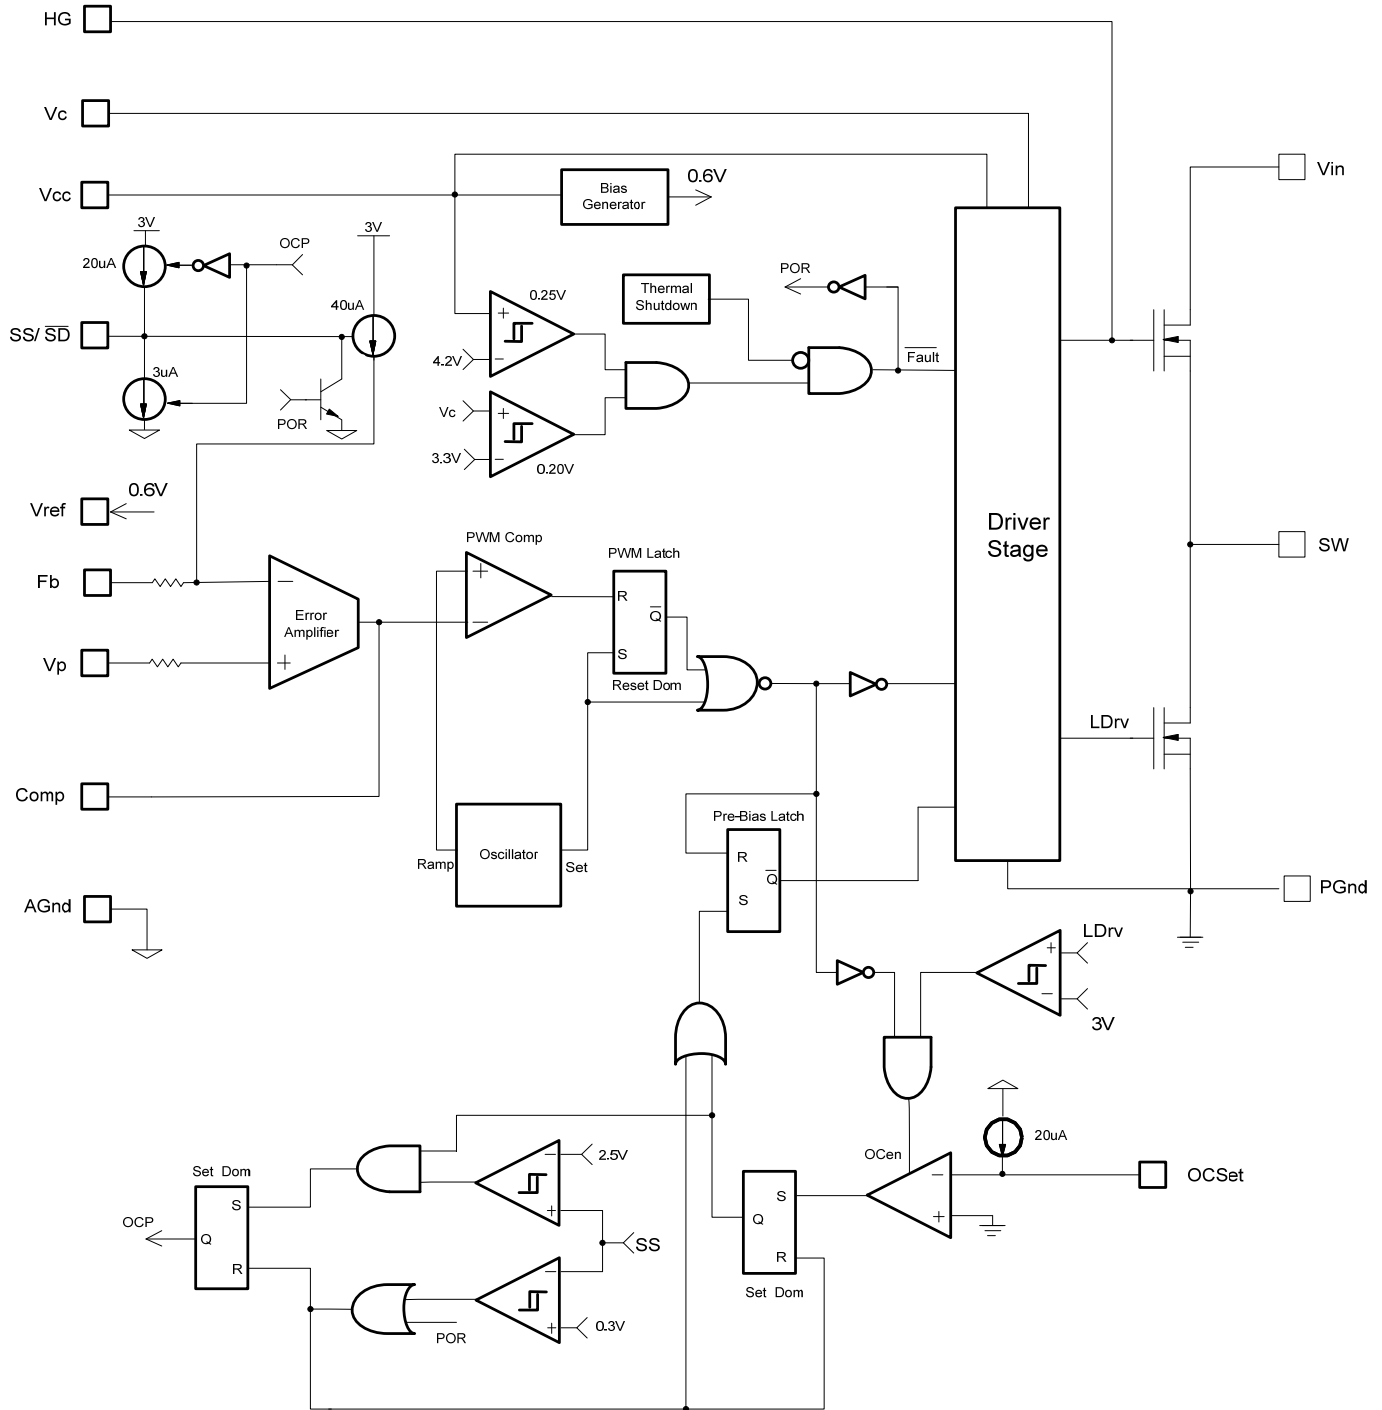 HG
Vc
Vin
Vcc
Bias
Generator
0.6V
3V
OCP
3V
20uA
POR
Thermal
Shutdown
0.25V
40uA
SS/ SD
4.2V
Fault
3uA
Vc
POR
3.3V
0.20V
Vref
0.6V
Driver
Stage
PWM Comp
SW
PWM Latch
Fb
+
−
R
Q
Error
Amplifier
S
Vp
+
−
Reset Dom
LDrv
Comp
Pre-Bias Latch
Ramp
Oscillator
Set
R
Q
S
PGnd
AGnd
LDrv
+
−
3V
20uA
OCen
2.5V
−
+
Set Dom
S
Q
R
OCP
SS
S
Q
R
Set Dom
−
+
OCSet
−
+
0.3V
POR
+
−
+
−